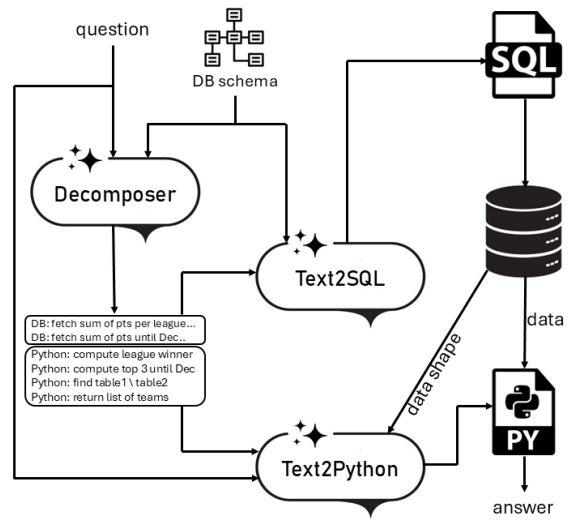 question
DB schema
SQL
Decomposer
Text2SQL
DB: fetch sum of pts per league...
DB: fetch sum of pts until Dec..
Python: compute league winner
Python: compute top 3 until Dec
Python: find table1 \ table2
Python: return list of teams
data
data shape
Text2Python
PY
answer